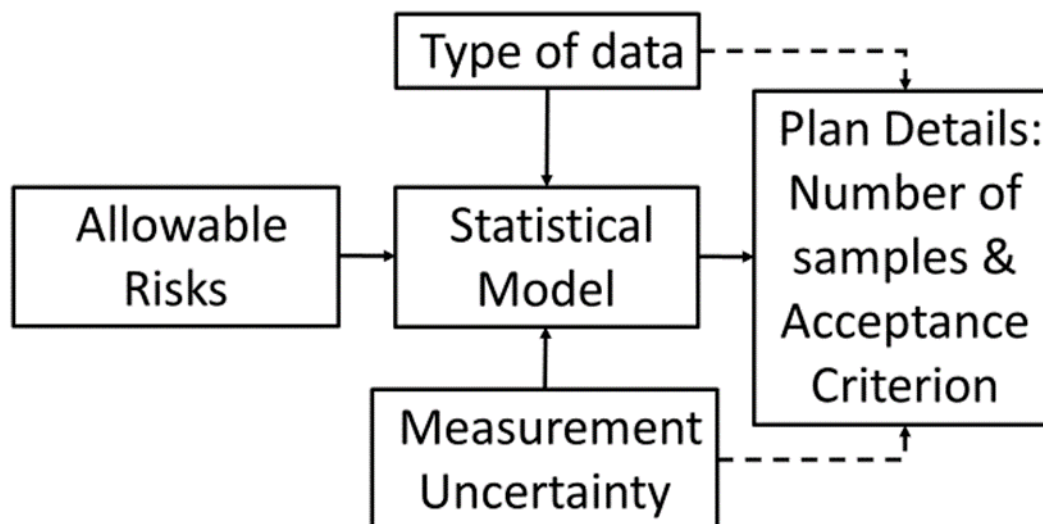 Type of data
Plan Details:
Number of
samples &
Acceptance
Criterion
Allowable
Risks
Statistical
Model
Measurement
Uncertainty